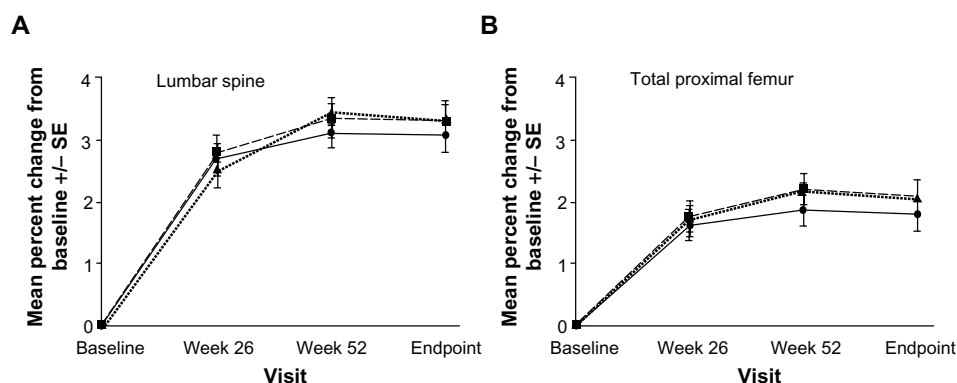 A
Lumbar spine
Mean percent change from
baseline +/– SE
4
3
2
1
0
Baseline
Week 26
Week 52
Endpoint
Visit
B
Total proximal femur
Mean percent change from
baseline +/– SE
4
3
2
1
0
Baseline
Week 26
Week 52
Endpoint
Visit